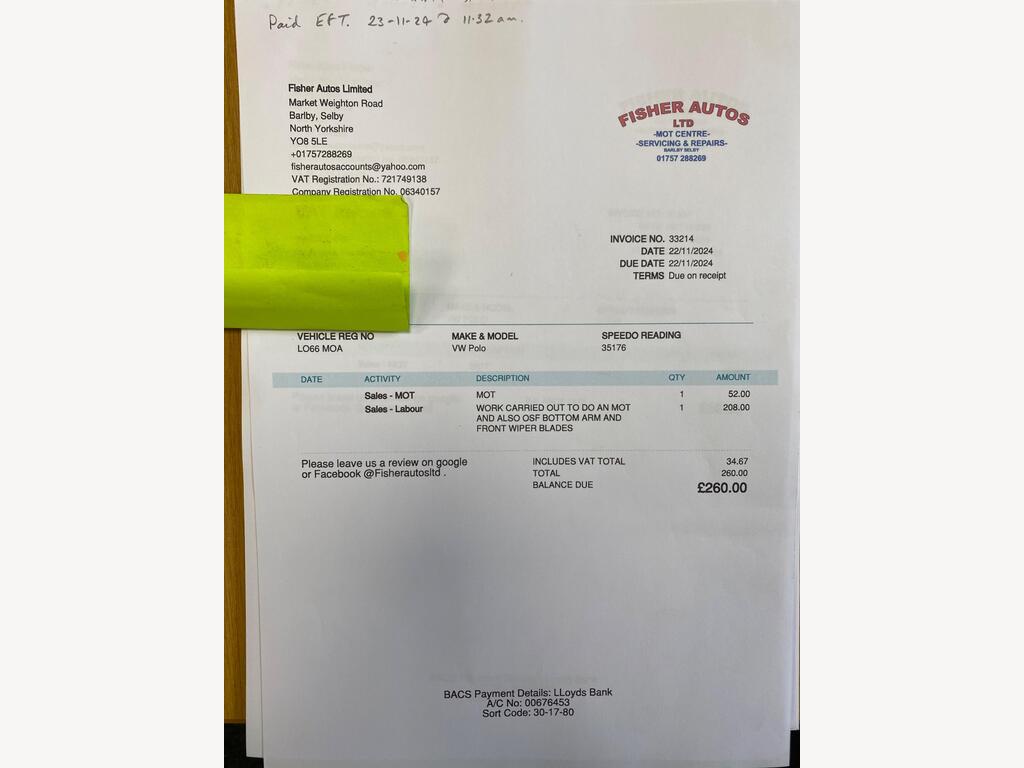 Paid EFT. 23-11-24 @ 11.32 am.
Fisher Autos Limited
Market Weighton Road
Barlby, Selby
North Yorkshire
YO8 5LE
+01757288269
fisherautosaccounts@yahoo.com
VAT Registration No.: 721749138
Company Registration No. 06340157
FISHER AUTOS
LTD
-MOT CENTRE-
-SERVICING & REPAIRS-
BARLBY SELBY
01757 288269
INVOICE NO. 33214
DATE 22/11/2024
DUE DATE 22/11/2024
TERMS Due on receipt
VEHICLE REG NO MAKE & MODEL SPEEDO READING
LO66 MOA VW Polo 35176
DATE ACTIVITY DESCRIPTION QTY AMOUNT
Sales - MOT MOT 1 52.00
Sales - Labour WORK CARRIED OUT TO DO AN MOT 1 208.00
AND ALSO OSF BOTTOM ARM AND
FRONT WIPER BLADES
Please leave us a review on google
or Facebook @Fisherautosltd .
INCLUDES VAT TOTAL 34.67
TOTAL 260.00
BALANCE DUE £260.00
BACS Payment Details: LLoyds Bank
A/C No: 00676453
Sort Code: 30-17-80